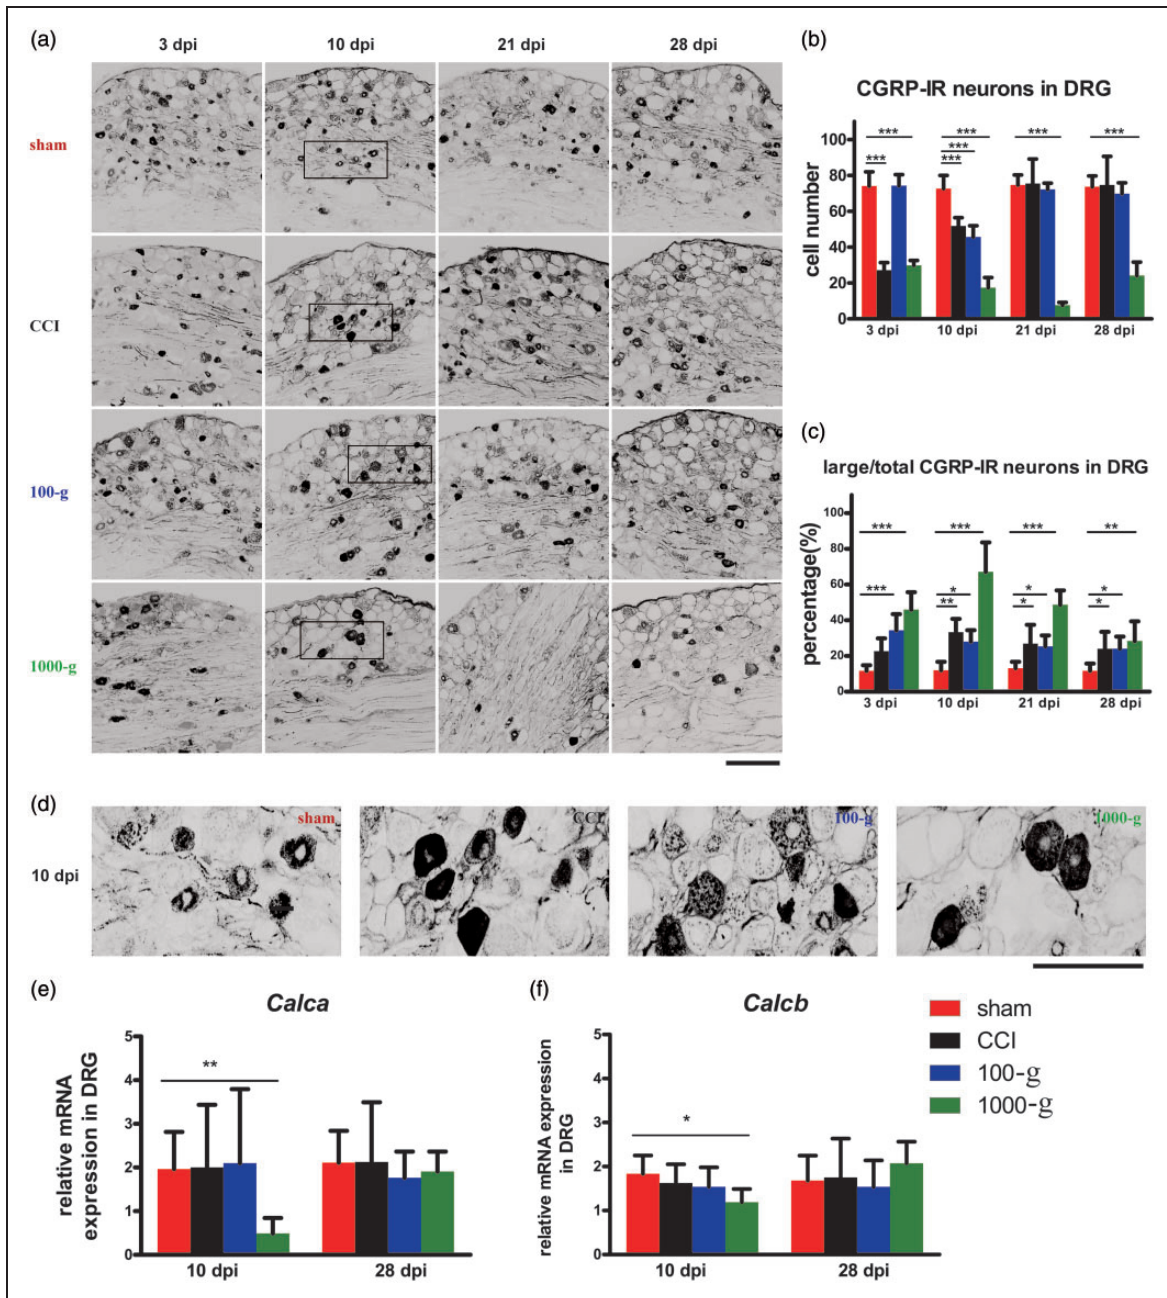 (a)
3 dpi 10 dpi 21 dpi 28 dpi
sham
CCI
100-g
1000-g
(b)
CGRP-IR neurons in DRG
cell number
100
80
60
40
20
0
*** *** *** ***
***
*** ***
3 dpi 10 dpi 21 dpi 28 dpi
(c)
large/total CGRP-IR neurons in DRG
percentage(%)
100
80
60
40
20
0
*** *** *** **
*** * * *
** * *
3 dpi 10 dpi 21 dpi 28 dpi
(d)
10 dpi
sham CCI 100-g 1000-g
(e)
Calca
relative mRNA
expression in DRG
5
4
3
2
1
0
**
10 dpi 28 dpi
(f)
Calcb
relative mRNA expression
in DRG
5
4
3
2
1
0
*
10 dpi 28 dpi
sham
CCI
100-g
1000-g